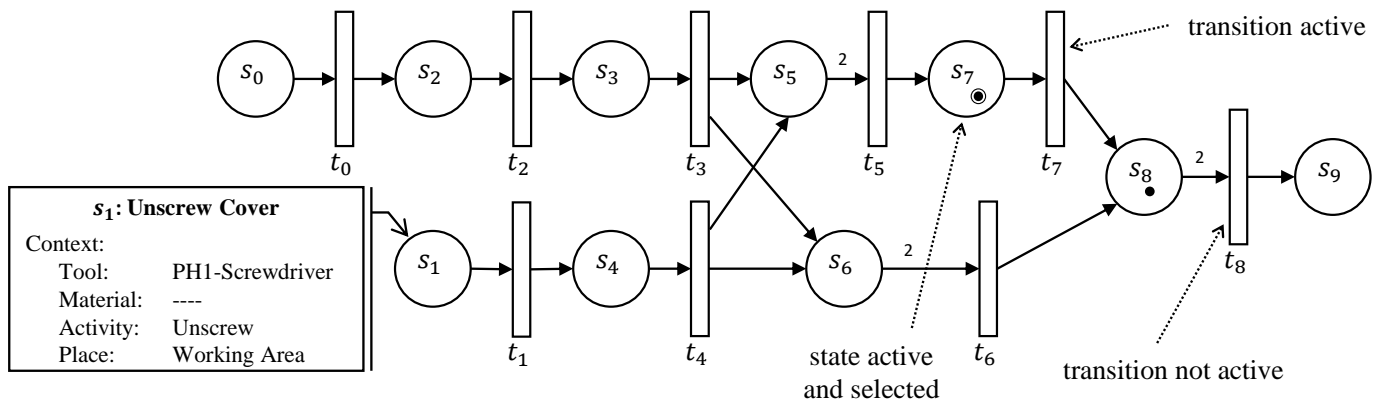 transition active
s₀
s₂
s₃
s₅
2
s₇
t₀
t₂
t₃
t₅
t₇
s₈
2
s₉
s₁: Unscrew Cover
Context:
Tool: PH1-Screwdriver
Material: ----
Activity: Unscrew
Place: Working Area
s₁
s₄
s₆
2
t₁
t₄
t₆
t₈
state active
and selected
transition not active